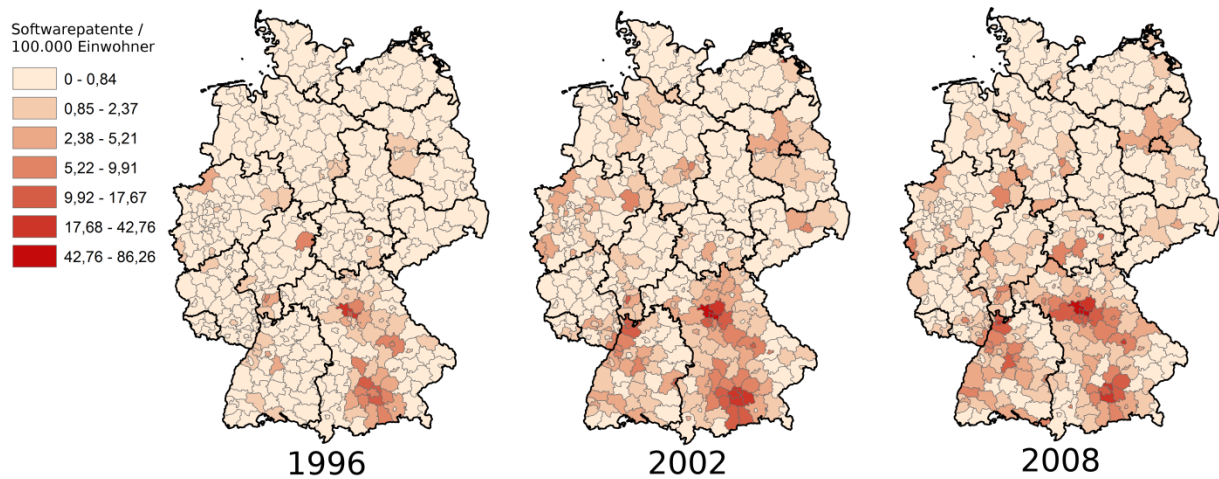 Softwarepatente /
100.000 Einwohner
0 - 0,84
0,85 - 2,37
2,38 - 5,21
5,22 - 9,91
9,92 - 17,67
17,68 - 42,76
42,76 - 86,26
1996
2002
2008